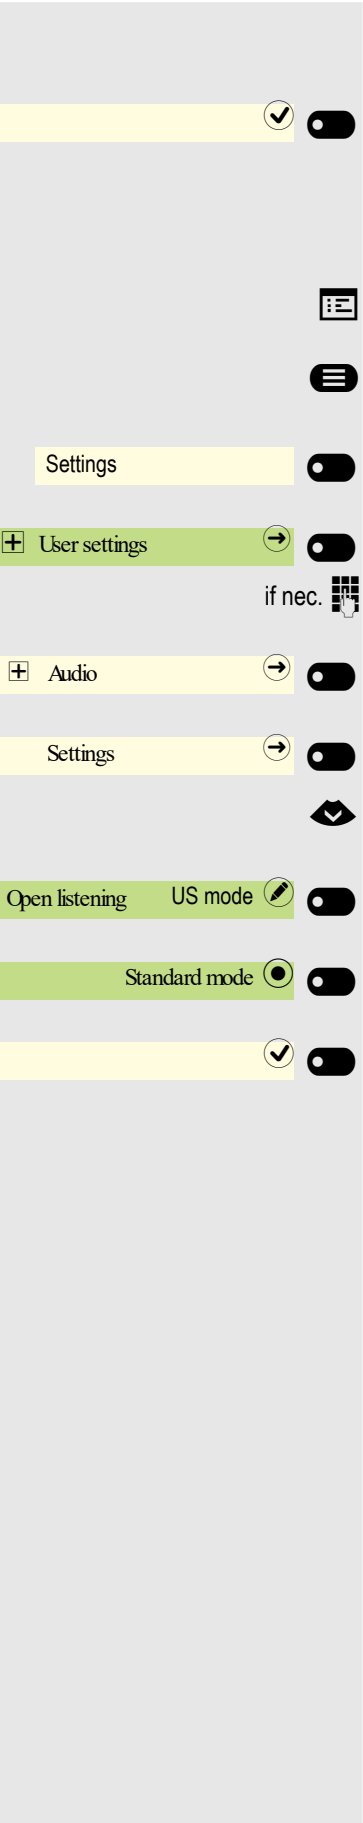 Settings
User settings
if nec.
Audio
Settings
Open listening US mode
Standard mode